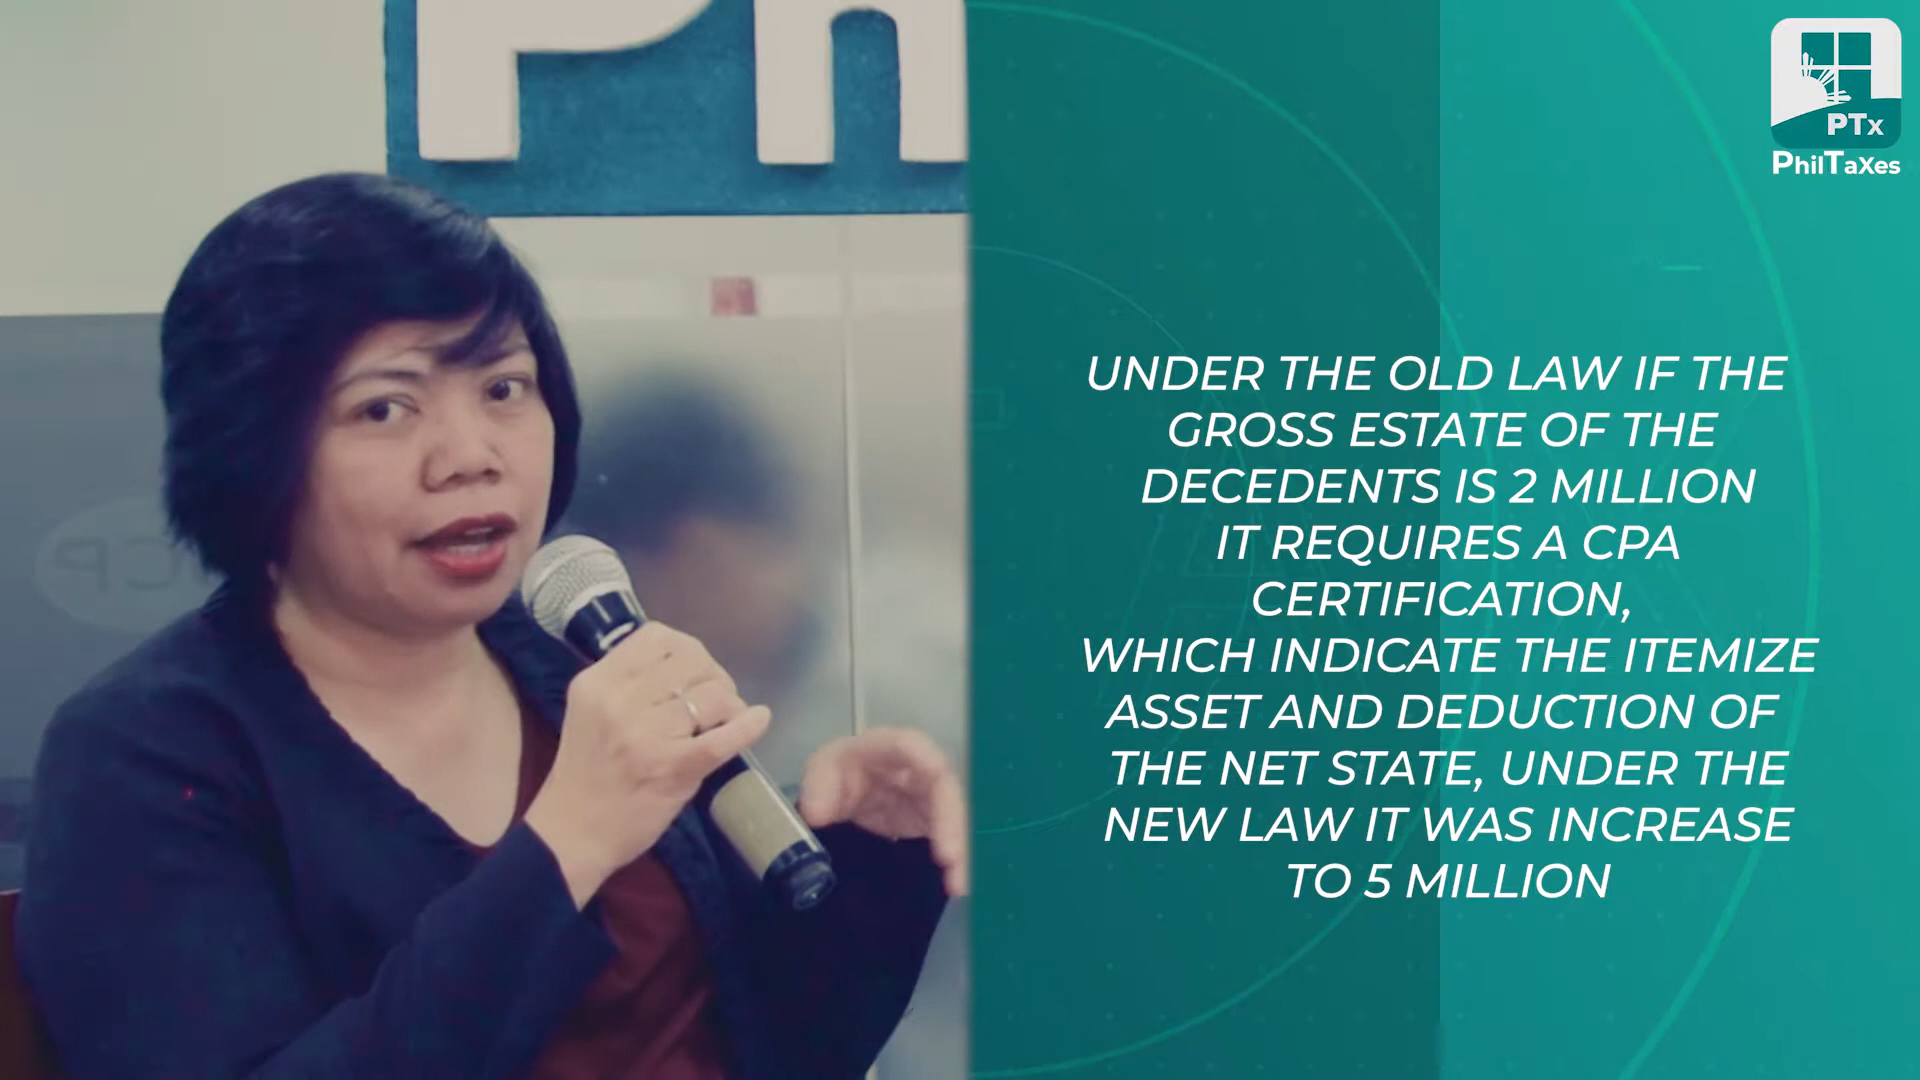 Ph
PTx
PhilTaxes
UNDER THE OLD LAW IF THE
GROSS ESTATE OF THE
DECEDENTS IS 2 MILLION
IT REQUIRES A CPA
CERTIFICATION,
WHICH INDICATE THE ITEMIZE
ASSET AND DEDUCTION OF
THE NET STATE, UNDER THE
NEW LAW IT WAS INCREASE
TO 5 MILLION